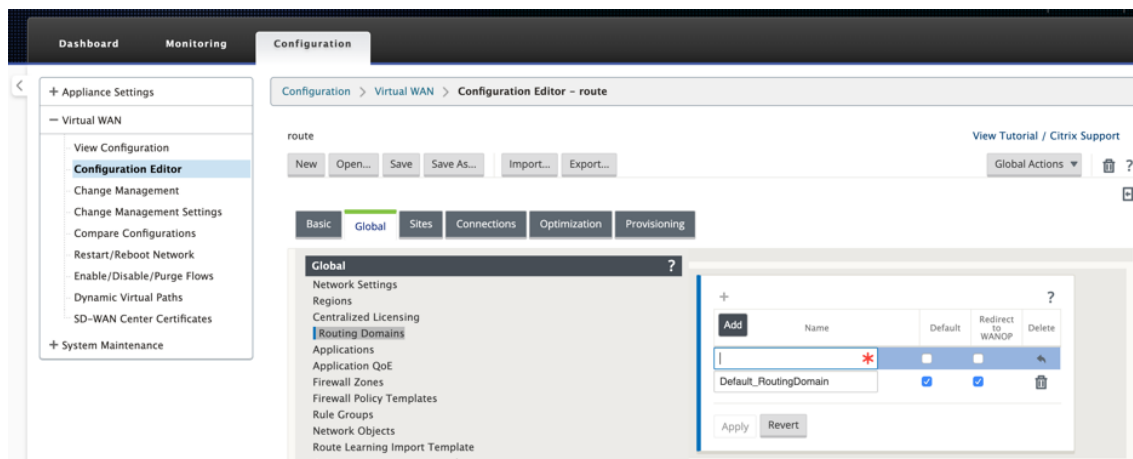 Dashboard Monitoring Configuration
+ Appliance Settings
− Virtual WAN
View Configuration
Configuration Editor
Change Management
Change Management Settings
Compare Configurations
Restart/Reboot Network
Enable/Disable/Purge Flows
Dynamic Virtual Paths
SD-WAN Center Certificates
+ System Maintenance
Configuration > Virtual WAN > Configuration Editor – route
route
View Tutorial / Citrix Support
New Open... Save Save As... Import... Export... Global Actions ?
Basic Global Sites Connections Optimization Provisioning
Global ?
Network Settings
Regions
Centralized Licensing
Routing Domains
Applications
Application QoE
Firewall Zones
Firewall Policy Templates
Rule Groups
Network Objects
Route Learning Import Template
+ ?
Add
Name Default Redirect to WANOP Delete
*
Default_RoutingDomain
Apply Revert